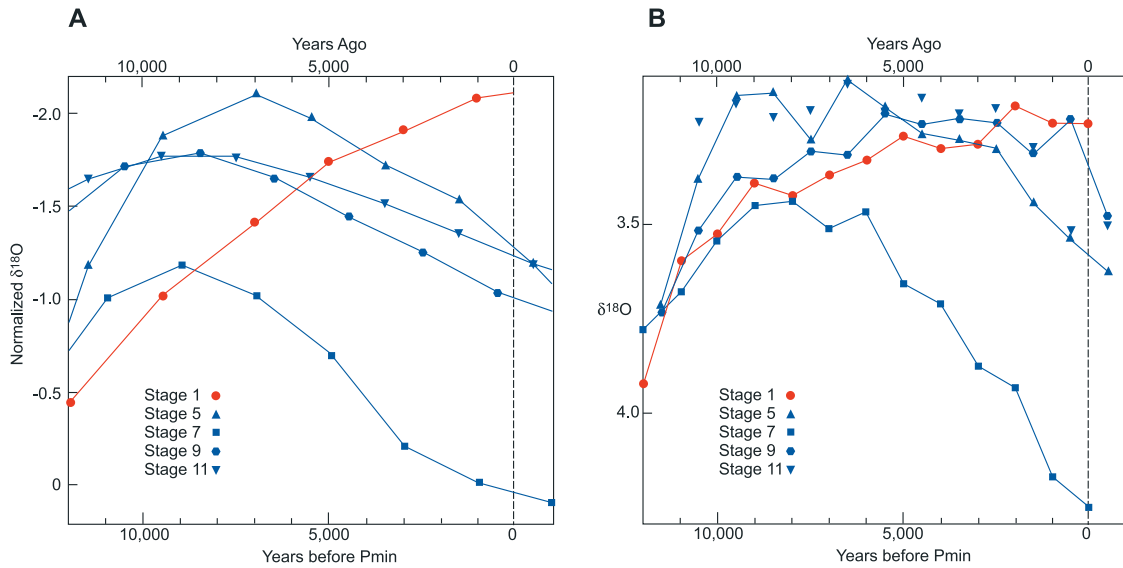 A
Years Ago
10,000 5,000 0
-2.0
-1.5
-1.0
-0.5
0
Normalized δ¹⁸O
Stage 1
Stage 5
Stage 7
Stage 9
Stage 11
10,000 5,000 0
Years before Pmin
B
Years Ago
10,000 5,000 0
3.5
δ¹⁸O
4.0
Stage 1
Stage 5
Stage 7
Stage 9
Stage 11
10,000 5,000 0
Years before Pmin